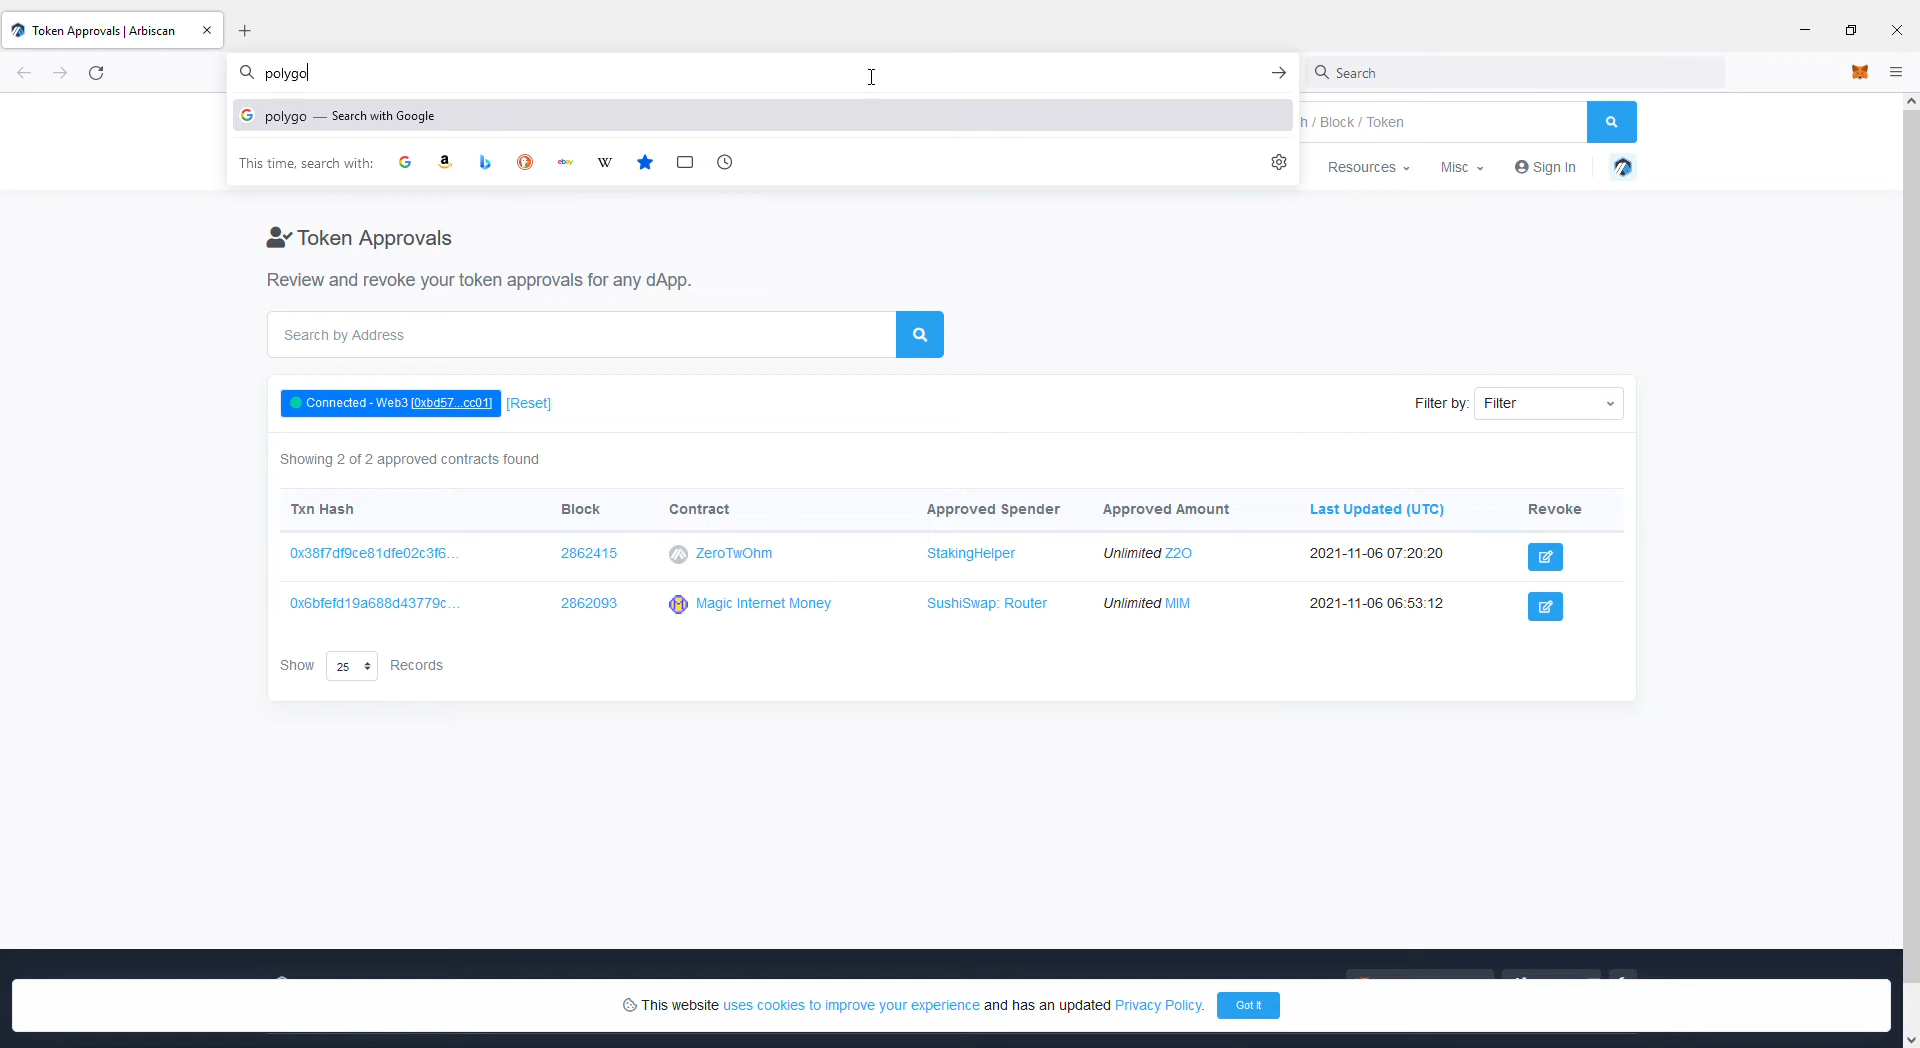 Token Approvals | Arbiscan
polygo
Search
polygo — Search with Google
h / Block / Token
This time, search with:
Resources
Misc
Sign In
Token Approvals
Review and revoke your token approvals for any dApp.
Search by Address
Connected - Web3 [0xbd57...cc01] [Reset]
Filter by: Filter
Showing 2 of 2 approved contracts found
Txn Hash Block Contract Approved Spender Approved Amount Last Updated (UTC) Revoke
0x38f7df9ce81dfe02c3f6... 2862415 ZeroTwOhm StakingHelper Unlimited Z2O 2021-11-06 07:20:20
0x6bfefd19a688d43779c... 2862093 Magic Internet Money SushiSwap: Router Unlimited MIM 2021-11-06 06:53:12
Show 25 Records
This website uses cookies to improve your experience and has an updated Privacy Policy. Got It